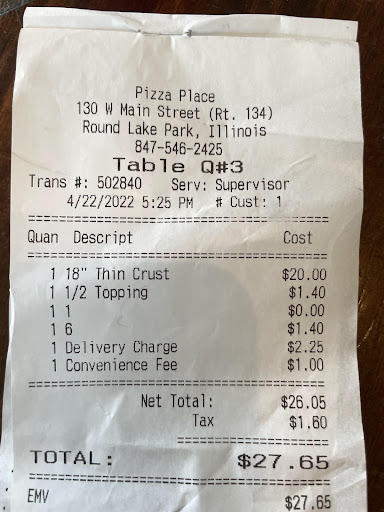 Pizza Place
130 W Main Street (Rt. 134)
Round Lake Park, Illinois
847-546-2425
Table Q#3
Trans #: 502840 Serv: Supervisor
4/22/2022 5:25 PM # Cust: 1
Quan Descript Cost
1 18" Thin Crust $20.00
1 1/2 Topping $1.40
1 1 $0.00
1 6 $1.40
1 Delivery Charge $2.25
1 Convenience Fee $1.00
Net Total: $26.05
Tax $1.60
TOTAL: $27.65
EMV $27.65